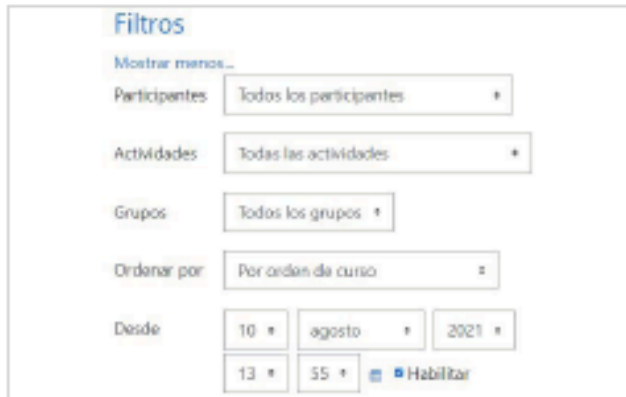 Filtros
Mostrar menos...
Participantes Todos los participantes
Actividades Todas las actividades
Grupos Todos los grupos
Ordenar por Por orden de curso
Desde 10 agosto 2021
13 55 Habilitar